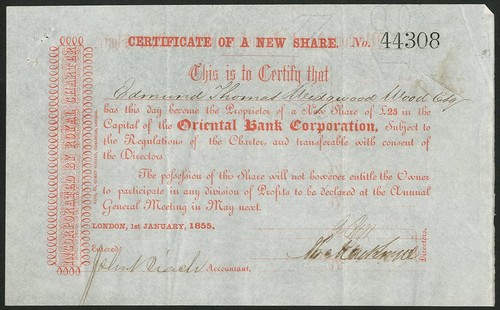 CERTIFICATE OF A NEW SHARE. No. 44308
This is to Certify that
Edmund Thomas Wedgwood Wood Esq
has this day become the Proprietor of a New Share of £25 in the
Capital of the Oriental Bank Corporation, Subject to
the Regulations of the Charter, and transferable with consent of
the Directors.
The possession of this Share will not however entitle the Owner
to participate in any division of Profits to be declared at the Annual
General Meeting in May next.
LONDON, 1st JANUARY, 1855.
Entered
Accountant.
Directors.
INCORPORATED BY ROYAL CHARTER